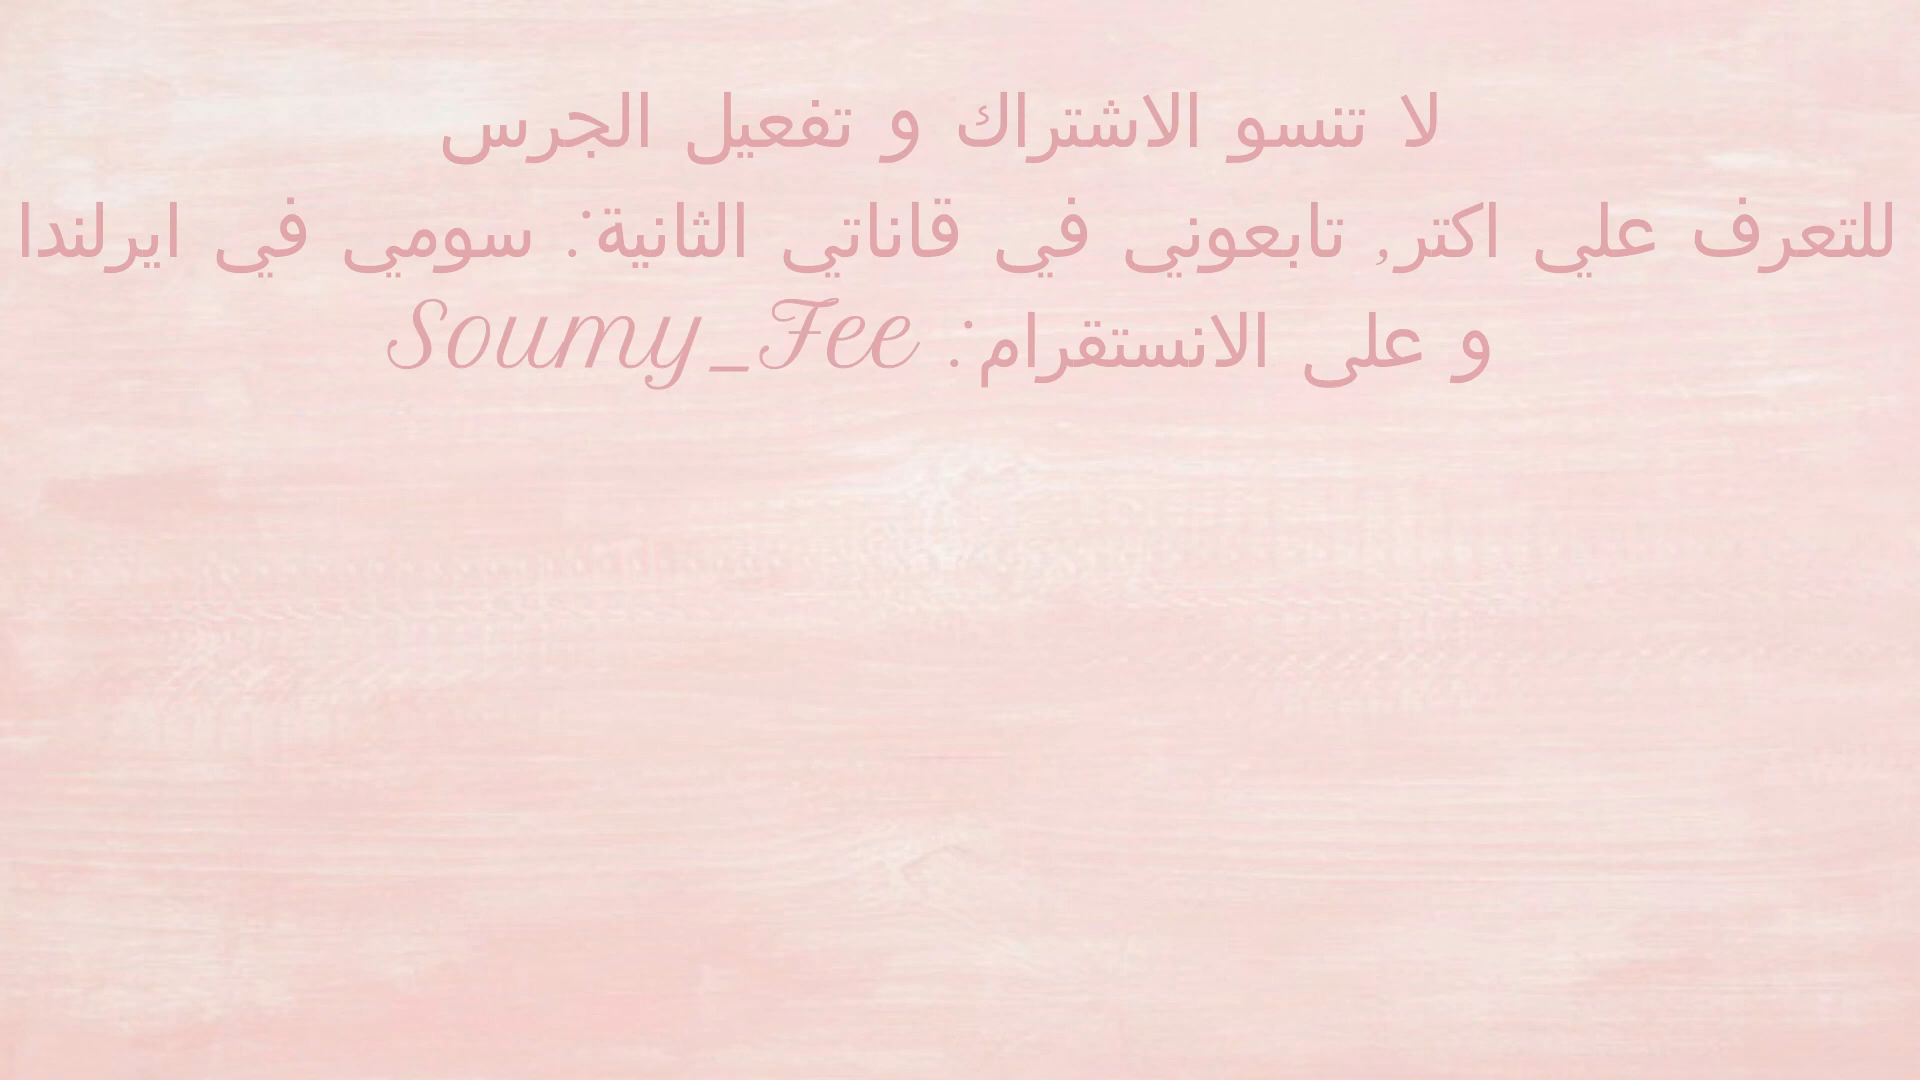 لا تنسو الاشتراك و تفعيل الجرس
للتعرف علي اكتر, تابعوني في قاناتي الثانية: سومي في ايرلندا
و على الانستقرام: Soumy_Fee